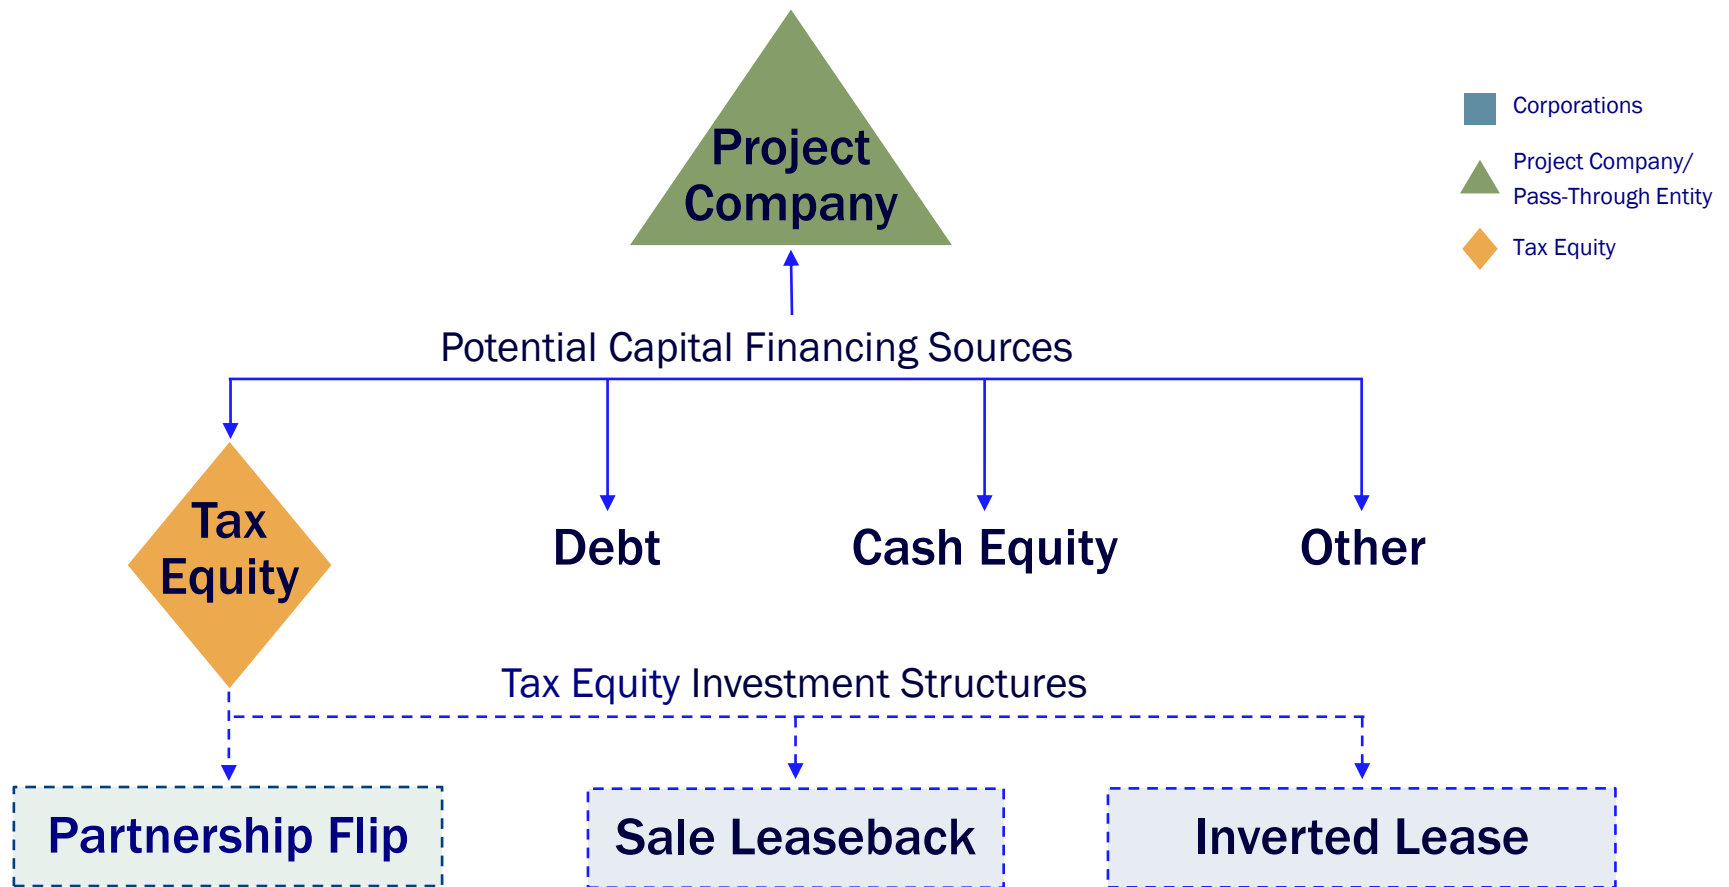 Project
Company
Corporations
Project Company/
Pass-Through Entity
Tax Equity
Potential Capital Financing Sources
Tax
Equity
Debt
Cash Equity
Other
Tax Equity Investment Structures
Partnership Flip
Sale Leaseback
Inverted Lease